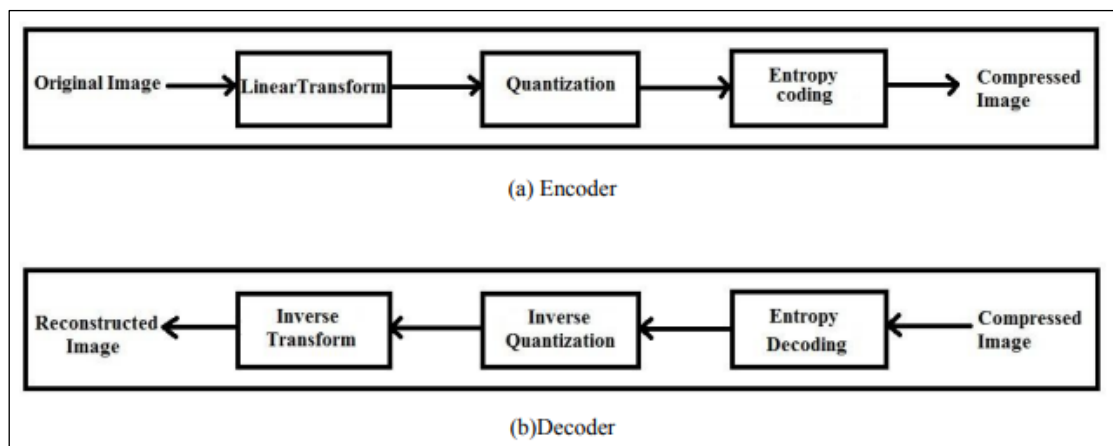 Original Image
LinearTransform
Quantization
Entropy
coding
Compressed
Image
(a) Encoder
Reconstructed
Image
Inverse
Transform
Inverse
Quantization
Entropy
Decoding
Compressed
Image
(b)Decoder